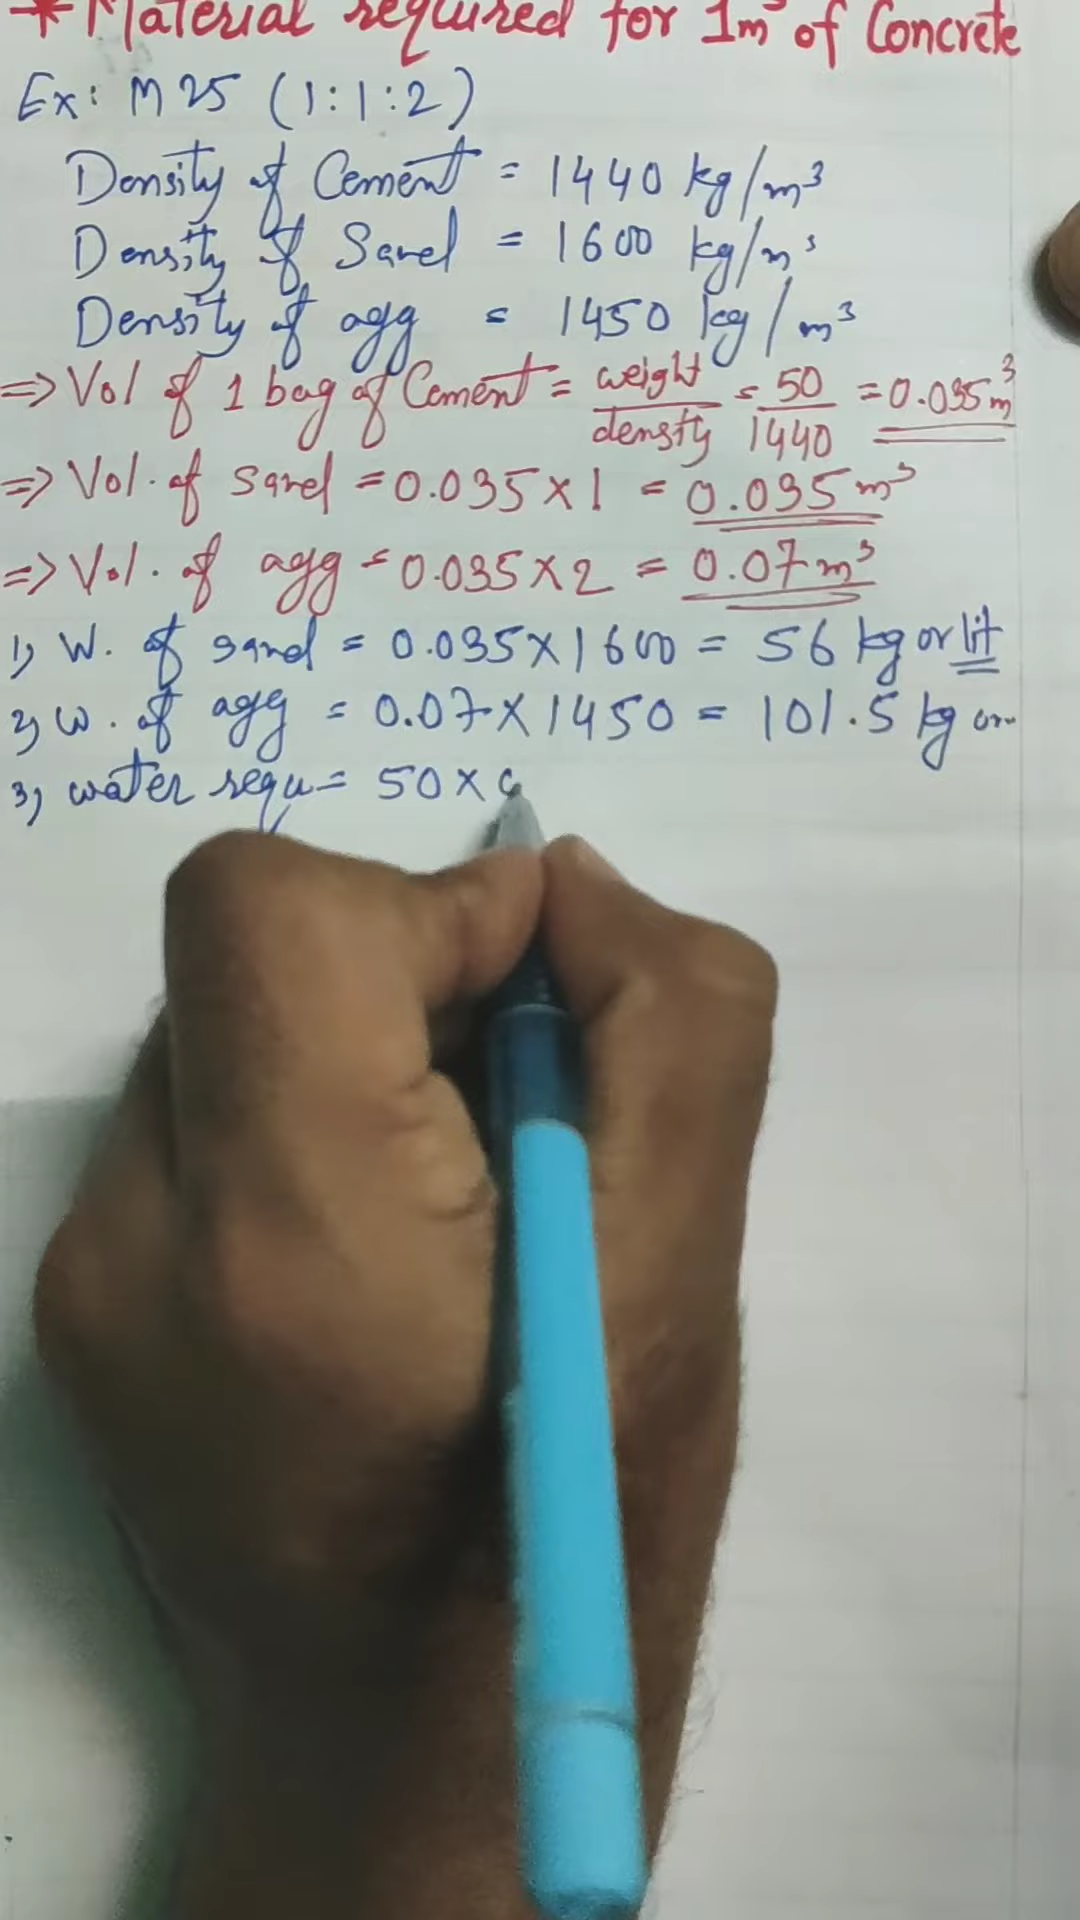 * Material required for 1m³ of Concrete
Ex: M25 (1:1:2)
Density of Cement = 1440 kg/m³
Density of Sand = 1600 kg/m³
Density of agg = 1450 kg/m³
=> Vol of 1 bag of Cement = weight/density = 50/1440 = 0.035 m³
=> Vol. of sand = 0.035 x 1 = 0.035 m³
=> Vol. of agg = 0.035 x 2 = 0.07 m³
1) W. of sand = 0.035 x 1600 = 56 kg or lit
2) W. of agg = 0.07 x 1450 = 101.5 kg or
3) water requ = 50 x